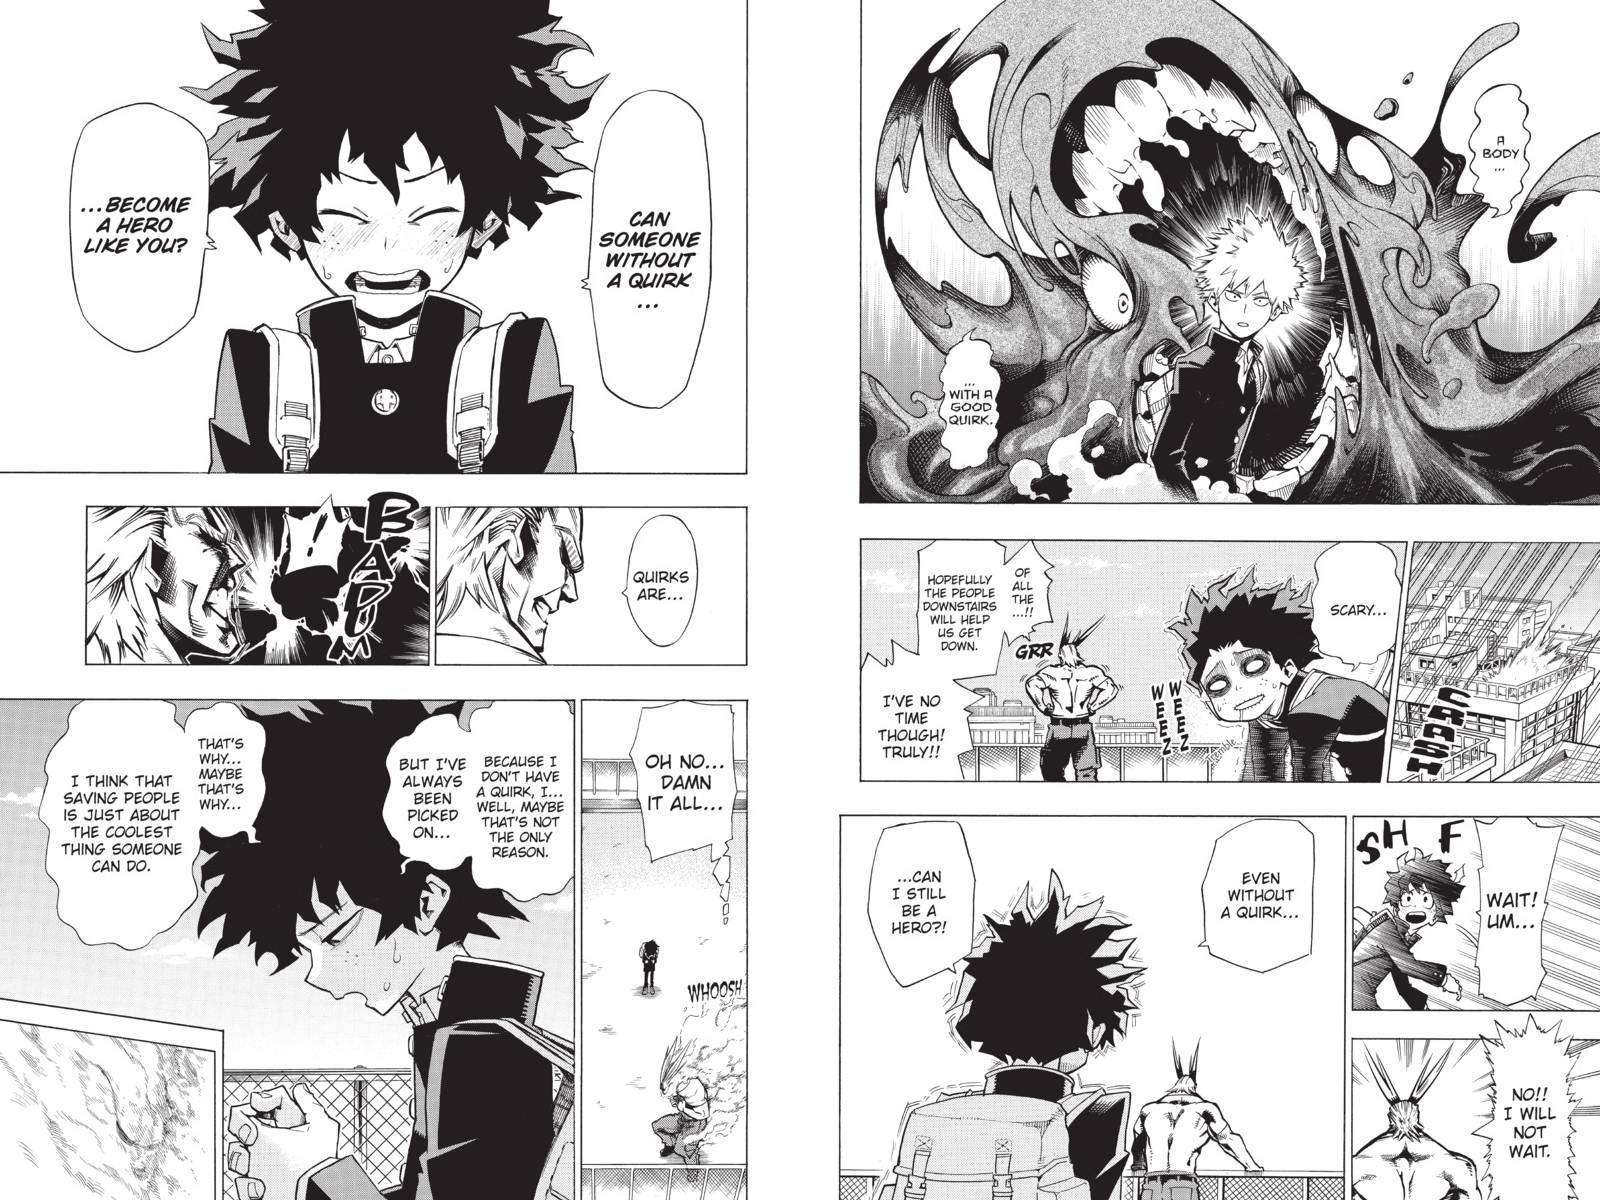 A
BODY
...
...
WITH A
GOOD
QUIRK.
CRASH
SCARY...
Tremble
WEEZ
WEEZ
GRR
OF
ALL
THE
...!!
HOPEFULLY
THE PEOPLE
DOWNSTAIRS
WILL HELP
US GET
DOWN.
I'VE NO
TIME
THOUGH!
TRULY!!
SHF
WAIT!
UM...
NO!!
I WILL
NOT
WAIT.
EVEN
WITHOUT
A QUIRK...
...CAN
I STILL
BE A
HERO?!
CAN
SOMEONE
WITHOUT
A QUIRK
...
...BECOME
A HERO
LIKE YOU?
QUIRKS
ARE...
BADUM
!!
OH NO...
DAMN
IT ALL...
WHOOSH
BECAUSE I
DON'T HAVE
A QUIRK, I...
WELL, MAYBE
THAT'S NOT
THE ONLY
REASON.
BUT I'VE
ALWAYS
BEEN
PICKED
ON...
THAT'S
WHY...
MAYBE
THAT'S
WHY...
I THINK THAT
SAVING PEOPLE
IS JUST ABOUT
THE COOLEST
THING SOMEONE
CAN DO.